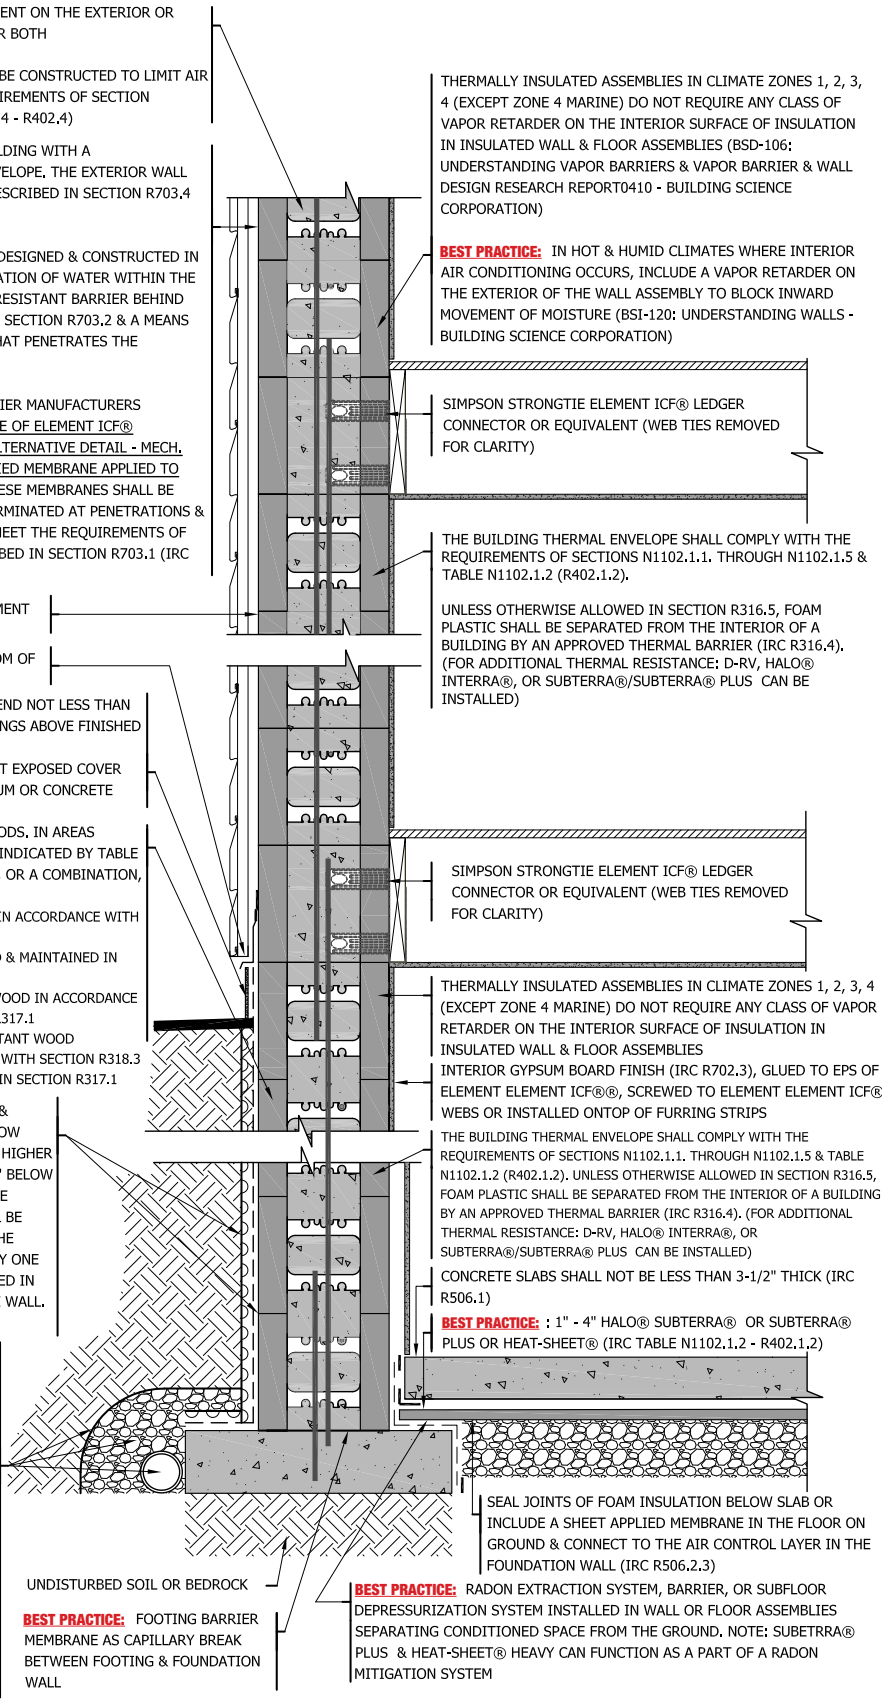 ENT ON THE EXTERIOR OR
R BOTH
BE CONSTRUCTED TO LIMIT AIR
IREMENTS OF SECTION
4 - R402.4)
LDING WITH A
VELOPE. THE EXTERIOR WALL
ESCRIBED IN SECTION R703.4
DESIGNED & CONSTRUCTED IN
ATION OF WATER WITHIN THE
RESISTANT BARRIER BEHIND
SECTION R703.2 & A MEANS
HAT PENETRATES THE
IER MANUFACTURERS
E OF ELEMENT ICF®
LTERNATIVE DETAIL - MECH.
IED MEMBRANE APPLIED TO
ESE MEMBRANES SHALL BE
RMINATED AT PENETRATIONS &
MEET THE REQUIREMENTS OF
BED IN SECTION R703.1 (IRC
MENT
OM OF
END NOT LESS THAN
NGS ABOVE FINISHED
T EXPOSED COVER
UM OR CONCRETE
ODS. IN AREAS
INDICATED BY TABLE
, OR A COMBINATION,
IN ACCORDANCE WITH
D & MAINTAINED IN
WOOD IN ACCORDANCE
R317.1
TANT WOOD
WITH SECTION R318.3
IN SECTION R317.1
&
OW
HIGHER
" BELOW
E
BE
HE
Y ONE
ED IN
WALL.
THERMALLY INSULATED ASSEMBLIES IN CLIMATE ZONES 1, 2, 3,
4 (EXCEPT ZONE 4 MARINE) DO NOT REQUIRE ANY CLASS OF
VAPOR RETARDER ON THE INTERIOR SURFACE OF INSULATION
IN INSULATED WALL & FLOOR ASSEMBLIES (BSD-106:
UNDERSTANDING VAPOR BARRIERS & VAPOR BARRIER & WALL
DESIGN RESEARCH REPORT0410 - BUILDING SCIENCE
CORPORATION)
BEST PRACTICE: IN HOT & HUMID CLIMATES WHERE INTERIOR
AIR CONDITIONING OCCURS, INCLUDE A VAPOR RETARDER ON
THE EXTERIOR OF THE WALL ASSEMBLY TO BLOCK INWARD
MOVEMENT OF MOISTURE (BSI-120: UNDERSTANDING WALLS -
BUILDING SCIENCE CORPORATION)
SIMPSON STRONGTIE ELEMENT ICF® LEDGER
CONNECTOR OR EQUIVALENT (WEB TIES REMOVED
FOR CLARITY)
THE BUILDING THERMAL ENVELOPE SHALL COMPLY WITH THE
REQUIREMENTS OF SECTIONS N1102.1.1. THROUGH N1102.1.5 &
TABLE N1102.1.2 (R402.1.2).
UNLESS OTHERWISE ALLOWED IN SECTION R316.5, FOAM
PLASTIC SHALL BE SEPARATED FROM THE INTERIOR OF A
BUILDING BY AN APPROVED THERMAL BARRIER (IRC R316.4).
(FOR ADDITIONAL THERMAL RESISTANCE: D-RV, HALO®
INTERRA®, OR SUBTERRA®/SUBTERRA® PLUS CAN BE
INSTALLED)
SIMPSON STRONGTIE ELEMENT ICF® LEDGER
CONNECTOR OR EQUIVALENT (WEB TIES REMOVED
FOR CLARITY)
THERMALLY INSULATED ASSEMBLIES IN CLIMATE ZONES 1, 2, 3, 4
(EXCEPT ZONE 4 MARINE) DO NOT REQUIRE ANY CLASS OF VAPOR
RETARDER ON THE INTERIOR SURFACE OF INSULATION IN
INSULATED WALL & FLOOR ASSEMBLIES
INTERIOR GYPSUM BOARD FINISH (IRC R702.3), GLUED TO EPS OF
ELEMENT ELEMENT ICF®®, SCREWED TO ELEMENT ELEMENT ICF®
WEBS OR INSTALLED ONTOP OF FURRING STRIPS
THE BUILDING THERMAL ENVELOPE SHALL COMPLY WITH THE
REQUIREMENTS OF SECTIONS N1102.1.1. THROUGH N1102.1.5 & TABLE
N1102.1.2 (R402.1.2). UNLESS OTHERWISE ALLOWED IN SECTION R316.5,
FOAM PLASTIC SHALL BE SEPARATED FROM THE INTERIOR OF A BUILDING
BY AN APPROVED THERMAL BARRIER (IRC R316.4). (FOR ADDITIONAL
THERMAL RESISTANCE: D-RV, HALO® INTERRA®, OR
SUBTERRA®/SUBTERRA® PLUS CAN BE INSTALLED)
CONCRETE SLABS SHALL NOT BE LESS THAN 3-1/2" THICK (IRC
R506.1)
BEST PRACTICE: : 1" - 4" HALO® SUBTERRA® OR SUBTERRA®
PLUS OR HEAT-SHEET® (IRC TABLE N1102.1.2 - R402.1.2)
SEAL JOINTS OF FOAM INSULATION BELOW SLAB OR
INCLUDE A SHEET APPLIED MEMBRANE IN THE FLOOR ON
GROUND & CONNECT TO THE AIR CONTROL LAYER IN THE
FOUNDATION WALL (IRC R506.2.3)
UNDISTURBED SOIL OR BEDROCK
BEST PRACTICE: FOOTING BARRIER
MEMBRANE AS CAPILLARY BREAK
BETWEEN FOOTING & FOUNDATION
WALL
BEST PRACTICE: RADON EXTRACTION SYSTEM, BARRIER, OR SUBFLOOR
DEPRESSURIZATION SYSTEM INSTALLED IN WALL OR FLOOR ASSEMBLIES
SEPARATING CONDITIONED SPACE FROM THE GROUND. NOTE: SUBETRRA®
PLUS & HEAT-SHEET® HEAVY CAN FUNCTION AS A PART OF A RADON
MITIGATION SYSTEM